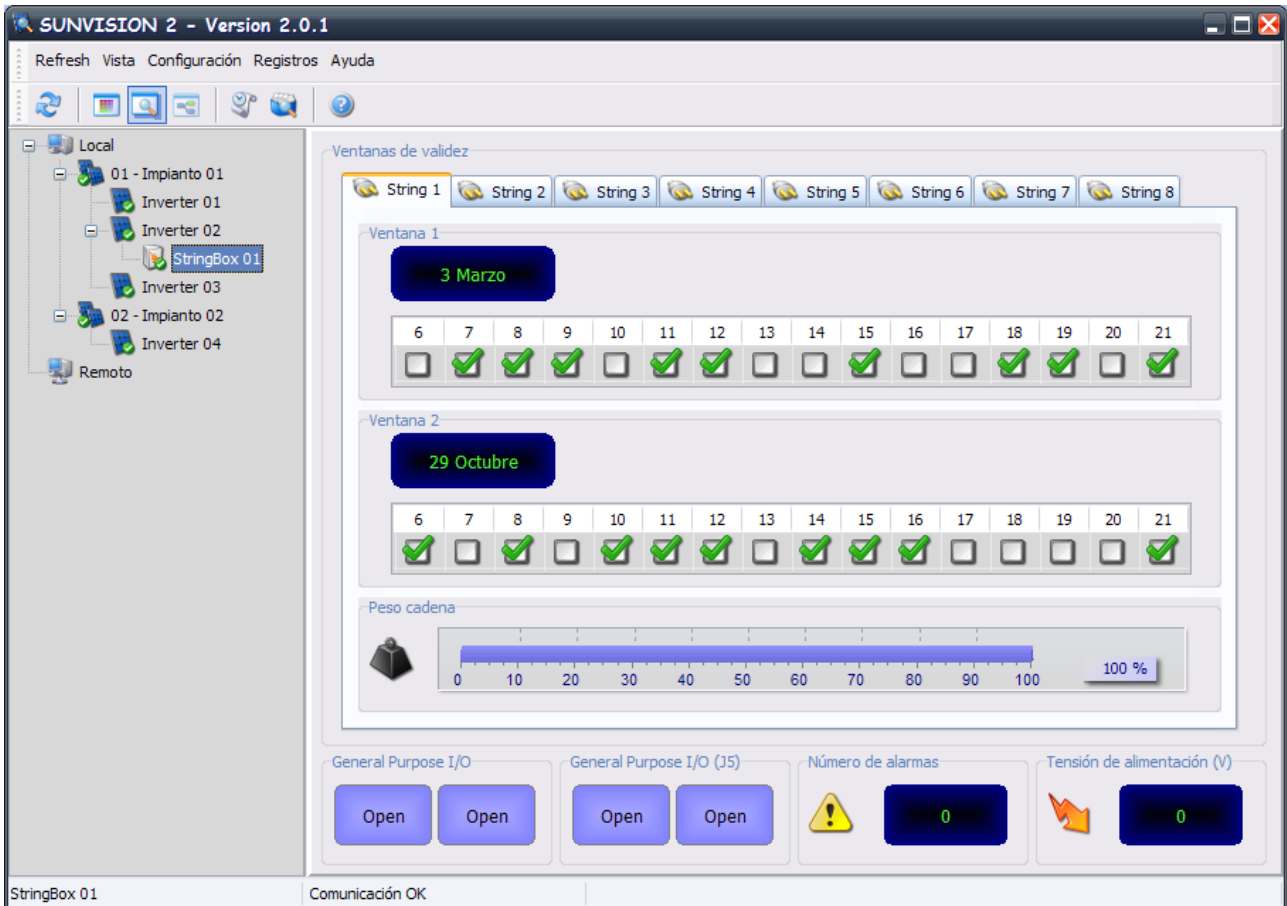 SUNVISION 2 - Version 2.0.1
Refresh Vista Configuración Registros Ayuda
Local
01 - Impianto 01
Inverter 01
Inverter 02
StringBox 01
Inverter 03
02 - Impianto 02
Inverter 04
Remoto
Ventanas de validez
String 1 String 2 String 3 String 4 String 5 String 6 String 7 String 8
Ventana 1
3 Marzo
6 7 8 9 10 11 12 13 14 15 16 17 18 19 20 21
Ventana 2
29 Octubre
6 7 8 9 10 11 12 13 14 15 16 17 18 19 20 21
Peso cadena
0 10 20 30 40 50 60 70 80 90 100
100 %
General Purpose I/O
Open Open
General Purpose I/O (J5)
Open Open
Número de alarmas
0
Tensión de alimentación (V)
0
StringBox 01
Comunicación OK